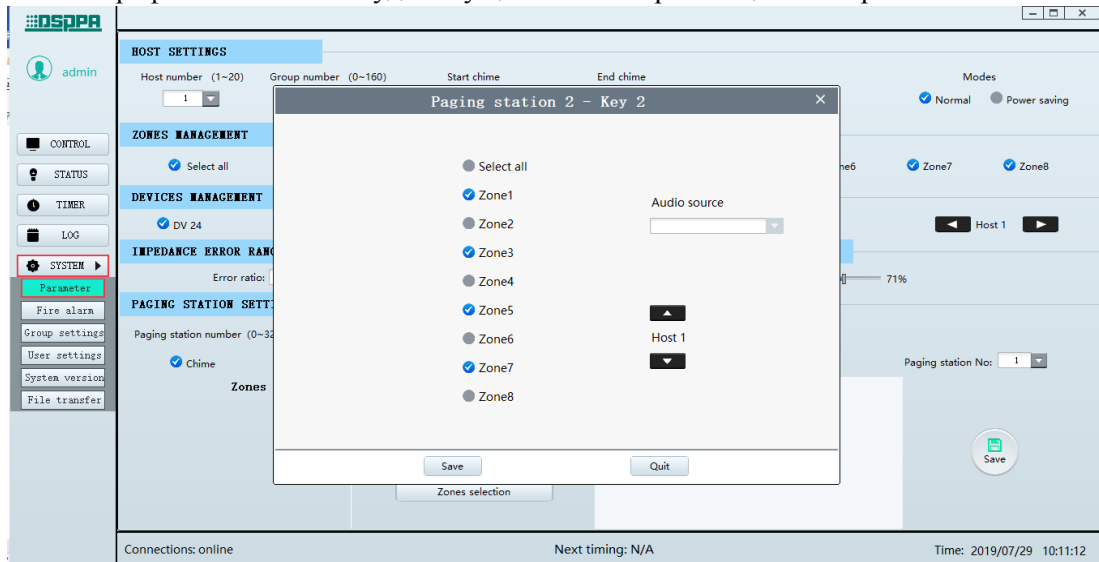 DSPPA
admin
CONTROL
STATUS
TIMER
LOG
SYSTEM
Parameter
Fire alarm
Group settings
User settings
System version
File transfer
HOST SETTINGS
Host number (1~20) Group number (0~160) Start chime End chime Modes
1 Normal Power saving
ZONES MANAGEMENT
Select all Zone7 Zone8
DEVICES MANAGEMENT
DV 24 Host 1
IMPEDANCE ERROR RAN
Error ratio: 71%
PAGING STATION SETT
Paging station number (0~32
Chime Paging station No: 1
Zones
Zones selection
Save
Paging station 2 - Key 2
Select all
Zone1
Zone2
Zone3
Zone4
Zone5
Zone6
Zone7
Zone8
Audio source
Host 1
Save Quit
Connections: online Next timing: N/A Time: 2019/07/29 10:11:12